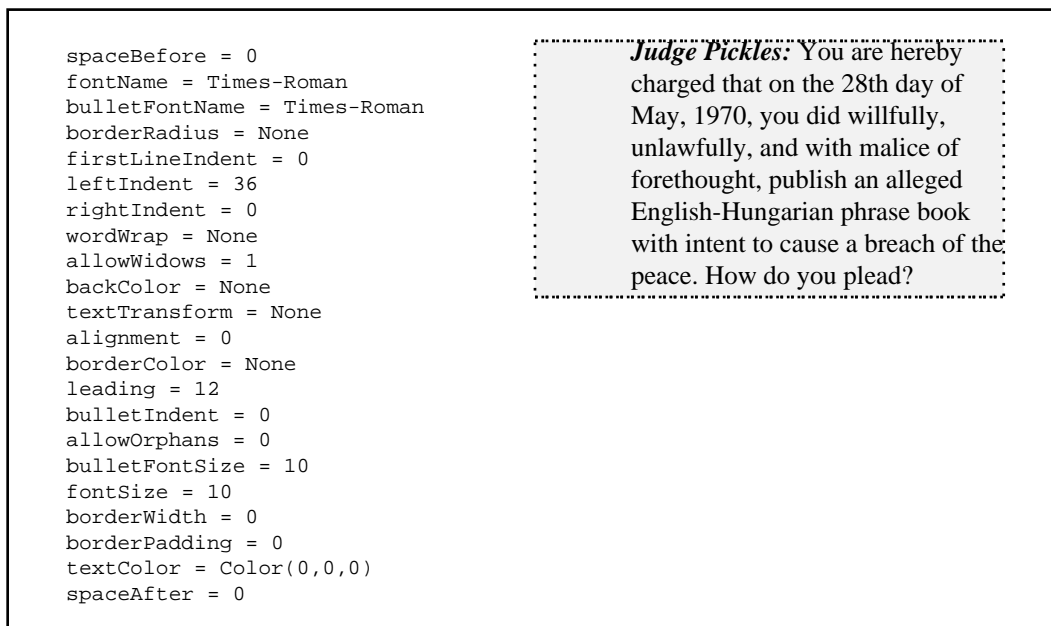 spaceBefore = 0
fontName = Times-Roman
bulletFontName = Times-Roman
borderRadius = None
firstLineIndent = 0
leftIndent = 36
rightIndent = 0
wordWrap = None
allowWidows = 1
backColor = None
textTransform = None
alignment = 0
borderColor = None
leading = 12
bulletIndent = 0
allowOrphans = 0
bulletFontSize = 10
fontSize = 10
borderWidth = 0
borderPadding = 0
textColor = Color(0,0,0)
spaceAfter = 0
Judge Pickles: You are hereby
charged that on the 28th day of
May, 1970, you did willfully,
unlawfully, and with malice of
forethought, publish an alleged
English-Hungarian phrase book
with intent to cause a breach of the
peace. How do you plead?